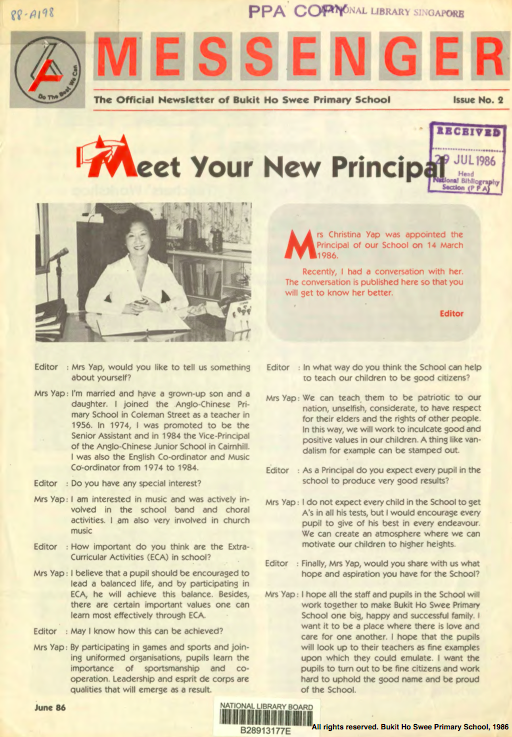 88-A198
PPA COPY
NATIONAL LIBRARY SINGAPORE
MESSENGER
Do The Best We Can
The Official Newsletter of Bukit Ho Swee Primary School
Issue No. 2
RECEIVED
29 JUL 1986
Head
National Bibliography
Section (PPA)
Meet Your New Principal
Mrs Christina Yap was appointed the
Principal of our School on 14 March
1986.
Recently, I had a conversation with her.
The conversation is published here so that you
will get to know her better.
Editor
Editor : Mrs Yap, would you like to tell us something
about yourself?
Mrs Yap: I'm married and have a grown-up son and a
daughter. I joined the Anglo-Chinese Pri-
mary School in Coleman Street as a teacher in
1956. In 1974, I was promoted to be the
Senior Assistant and in 1984 the Vice-Principal
of the Anglo-Chinese Junior School in Cairnhill.
I was also the English Co-ordinator and Music
Co-ordinator from 1974 to 1984.
Editor : Do you have any special interest?
Mrs Yap: I am interested in music and was actively in-
volved in the school band and choral
activities. I am also very involved in church
music
Editor : How important do you think are the Extra-
Curricular Activities (ECA) in school?
Mrs Yap: I believe that a pupil should be encouraged to
lead a balanced life, and by participating in
ECA, he will achieve this balance. Besides,
there are certain important values one can
learn most effectively through ECA.
Editor : May I know how this can be achieved?
Mrs Yap: By participating in games and sports and join-
ing uniformed organisations, pupils learn the
importance of sportsmanship and co-
operation. Leadership and esprit de corps are
qualities that will emerge as a result.
Editor : In what way do you think the School can help
to teach our children to be good citizens?
Mrs Yap: We can teach them to be patriotic to our
nation, unselfish, considerate, to have respect
for their elders and the rights of other people.
In this way, we will work to inculcate good and
positive values in our children. A thing like van-
dalism for example can be stamped out.
Editor : As a Principal do you expect every pupil in the
school to produce very good results?
Mrs Yap: I do not expect every child in the School to get
A's in all his tests, but I would encourage every
pupil to give of his best in every endeavour.
We can create an atmosphere where we can
motivate our children to higher heights.
Editor : Finally, Mrs Yap, would you share with us what
hope and aspiration you have for the School?
Mrs Yap: I hope all the staff and pupils in the School will
work together to make Bukit Ho Swee Primary
School one big, happy and successful family. I
want it to be a place where there is love and
care for one another. I hope that the pupils
will look up to their teachers as fine examples
upon which they could emulate. I want the
pupils to turn out to be fine citizens and work
hard to uphold the good name and be proud
of the School.
June 86
NATIONAL LIBRARY BOARD
B28913177E
All rights reserved. Bukit Ho Swee Primary School, 1986